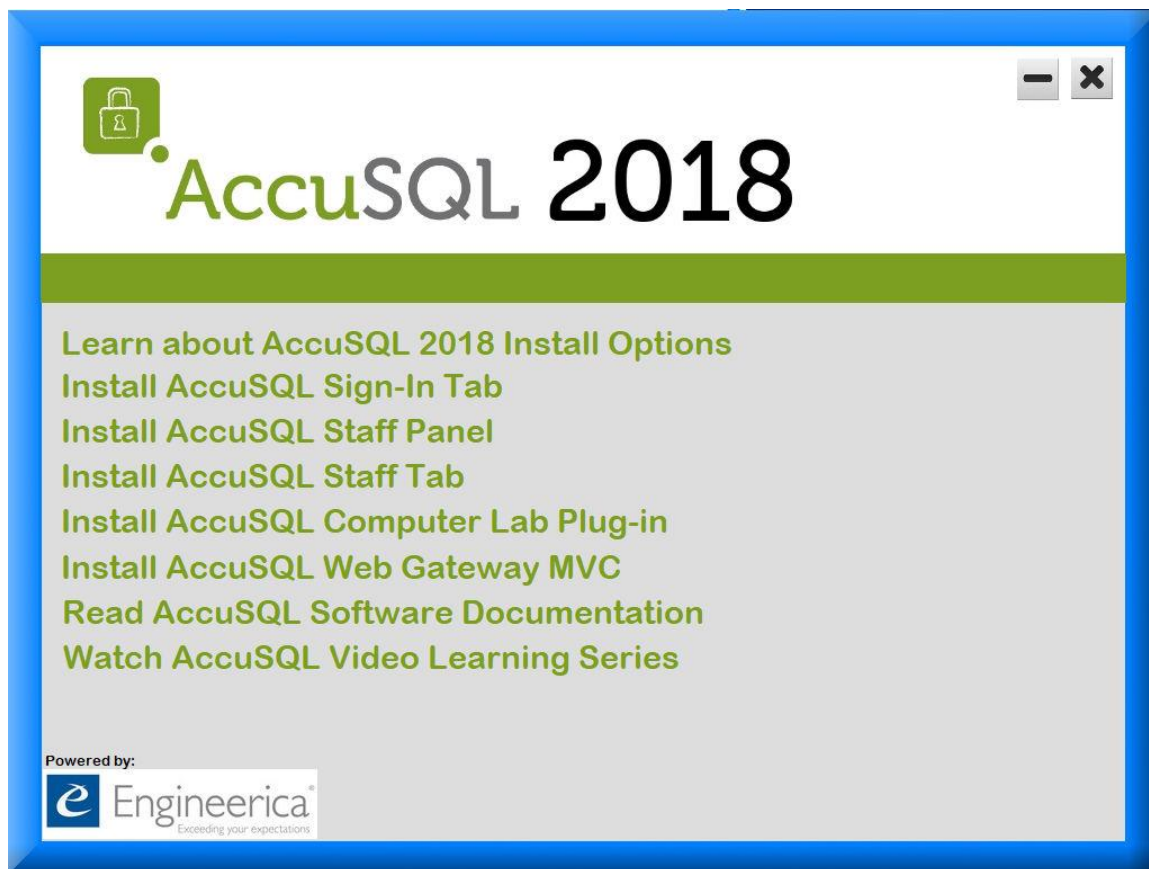 AccuSQL 2018
Learn about AccuSQL 2018 Install Options
Install AccuSQL Sign-In Tab
Install AccuSQL Staff Panel
Install AccuSQL Staff Tab
Install AccuSQL Computer Lab Plug-in
Install AccuSQL Web Gateway MVC
Read AccuSQL Software Documentation
Watch AccuSQL Video Learning Series
Powered by:
e Engineerica®
Exceeding your expectations